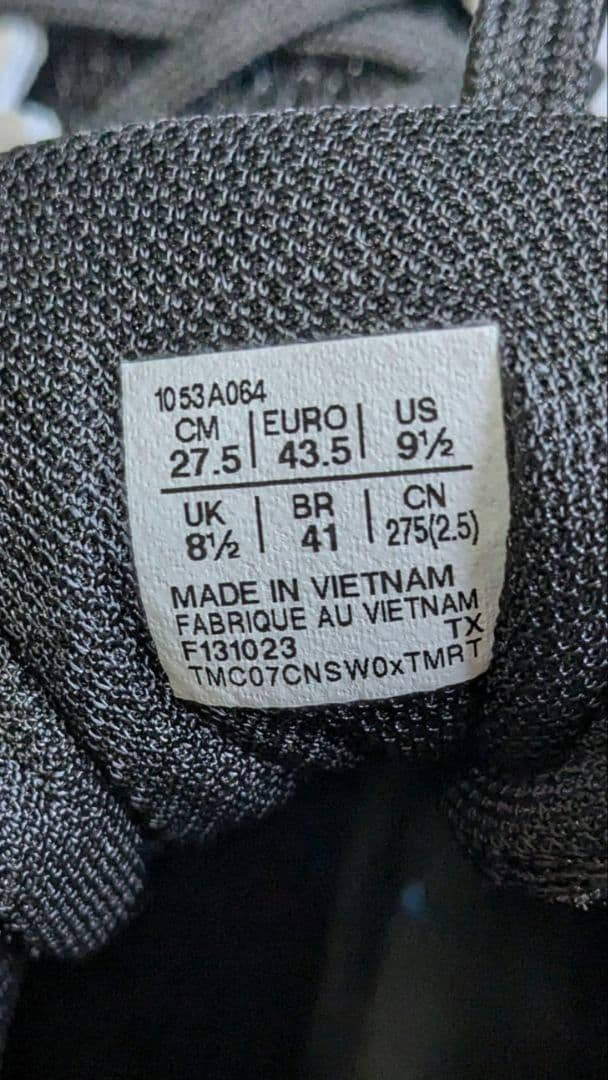 1053A064
CM | EURO | US
27.5 | 43.5 | 9½
UK | BR | CN
8½ | 41 | 275(2.5)
MADE IN VIETNAM
FABRIQUE AU VIETNAM
F131023 TX
TMC07CNSW0xTMRT